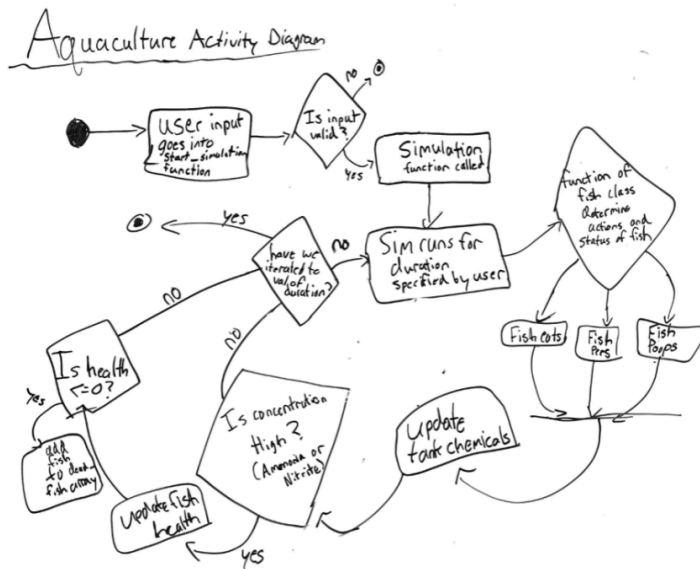 Aquaculture Activity Diagram
user input
goes into
start_simulation
function
Is input
valid?
no
yes
Simulation
function called
Sim runs for
duration
specified by user
function of
fish class
determine
actions and
status of fish
Fish eats
Fish
Pees
Fish
Poops
update
tank chemicals
Is concentration
High?
(Ammonia or
Nitrite)
yes
no
update fish
health
Is health
<=0?
yes
add
fish
to dead_
fish array
no
have we
iterated to
val of
duration?
no
yes